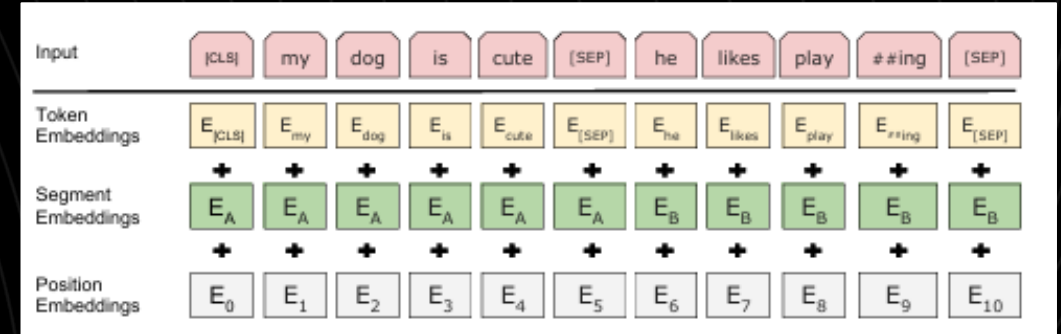 Input [CLS] my dog is cute [SEP] he likes play ##ing [SEP]
Token
Embeddings E[CLS] Emy Edog Eis Ecute E[SEP] Ehe Elikes Eplay E##ing E[SEP]
+ + + + + + + + + + +
Segment
Embeddings EA EA EA EA EA EA EB EB EB EB EB
+ + + + + + + + + + +
Position
Embeddings E0 E1 E2 E3 E4 E5 E6 E7 E8 E9 E10